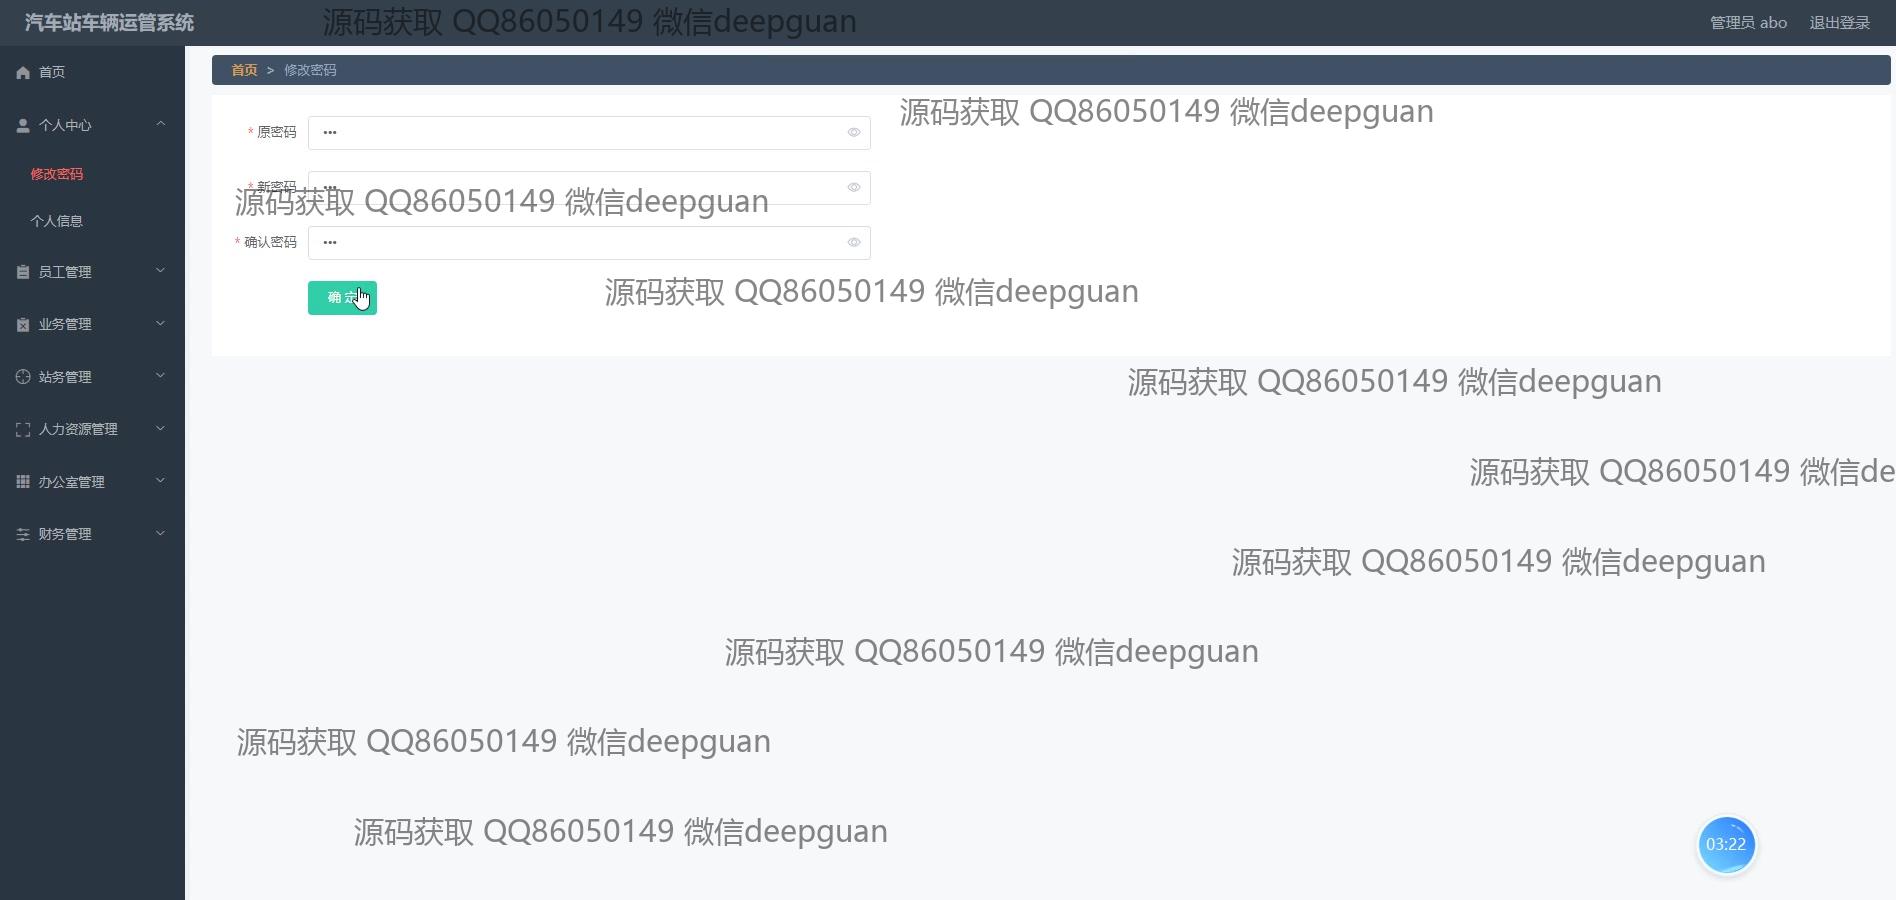 汽车站车辆运管系统
源码获取 QQ86050149 微信deepguan
管理员 abo
退出登录
首页
个人中心
修改密码
个人信息
员工管理
业务管理
站务管理
人力资源管理
办公室管理
财务管理
首页 > 修改密码
源码获取 QQ86050149 微信deepguan
* 原密码 •••
* 新密码 •••
源码获取 QQ86050149 微信deepguan
* 确认密码 •••
确 定
源码获取 QQ86050149 微信deepguan
源码获取 QQ86050149 微信deepguan
源码获取 QQ86050149 微信de
源码获取 QQ86050149 微信deepguan
源码获取 QQ86050149 微信deepguan
源码获取 QQ86050149 微信deepguan
源码获取 QQ86050149 微信deepguan
03:22